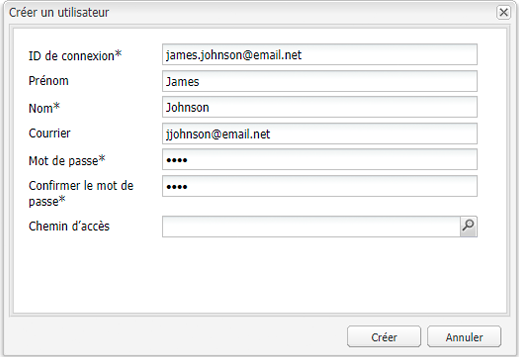 Créer un utilisateur
ID de connexion* james.johnson@email.net
Prénom James
Nom* Johnson
Courrier jjohnson@email.net
Mot de passe* ••••
Confirmer le mot de
passe* ••••
Chemin d'accès
Créer Annuler